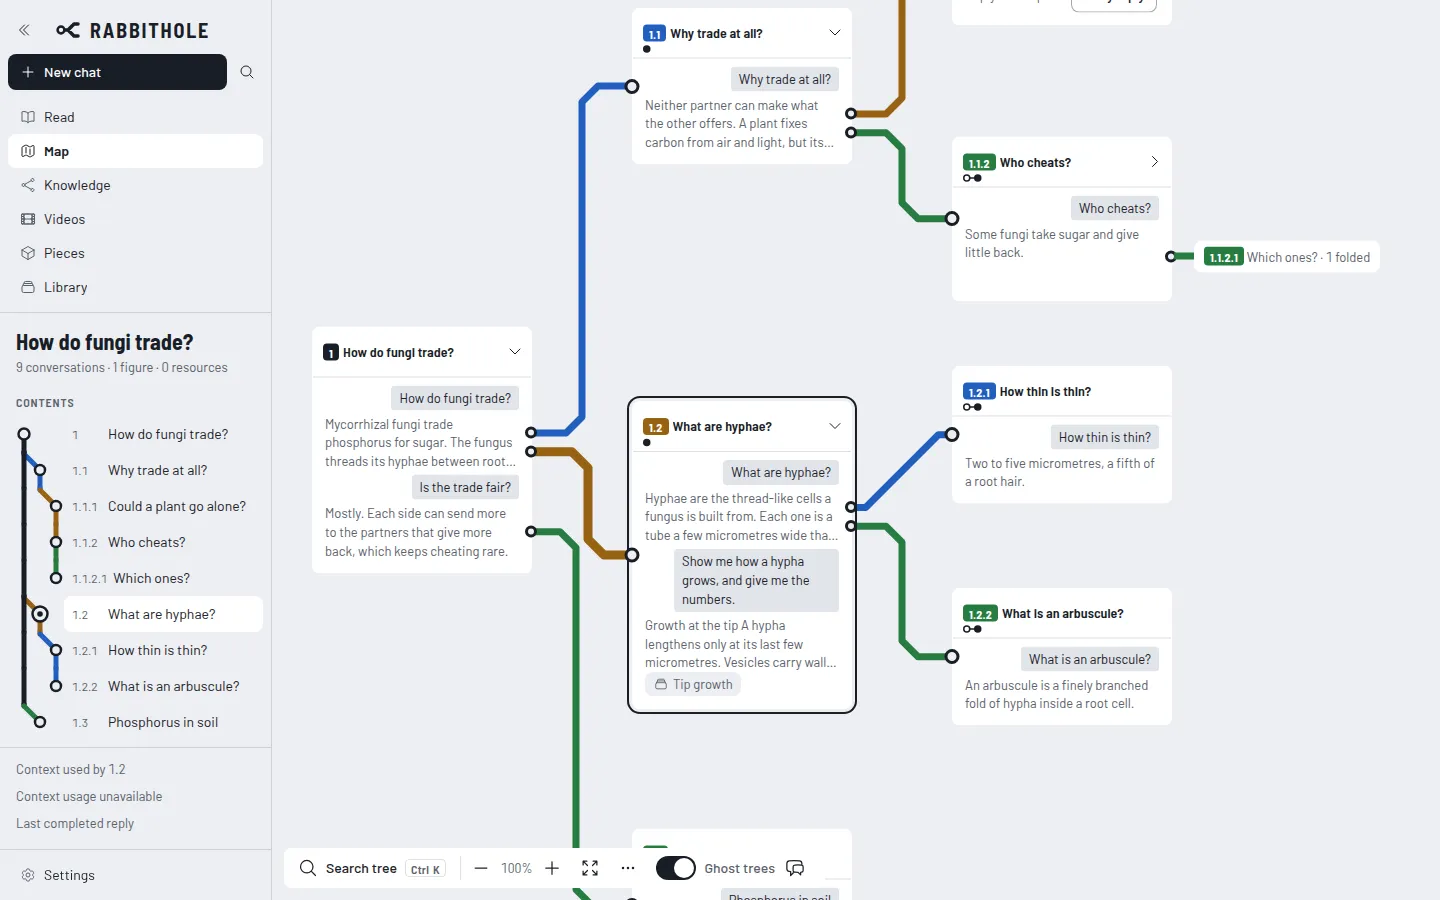 RABBITHOLE
New chat
Read
Map
Knowledge
Videos
Pieces
Library
How do fungi trade?
9 conversations · 1 figure · 0 resources
CONTENTS
1 How do fungi trade?
1.1 Why trade at all?
1.1.1 Could a plant go alone?
1.1.2 Who cheats?
1.1.2.1 Which ones?
1.2 What are hyphae?
1.2.1 How thin is thin?
1.2.2 What is an arbuscule?
1.3 Phosphorus in soil
Context used by 1.2
Context usage unavailable
Last completed reply
Settings
1 How do fungi trade?
How do fungi trade?
Mycorrhizal fungi trade
phosphorus for sugar. The fungus
threads its hyphae between root...
Is the trade fair?
Mostly. Each side can send more
to the partners that give more
back, which keeps cheating rare.
1.1 Why trade at all?
Why trade at all?
Neither partner can make what
the other offers. A plant fixes
carbon from air and light, but its...
1.2 What are hyphae?
What are hyphae?
Hyphae are the thread-like cells a
fungus is built from. Each one is a
tube a few micrometres wide tha...
Show me how a hypha
grows, and give me the
numbers.
Growth at the tip A hypha
lengthens only at its last few
micrometres. Vesicles carry wall...
Tip growth
1.1.2 Who cheats?
Who cheats?
Some fungi take sugar and give
little back.
1.1.2.1 Which ones? · 1 folded
1.2.1 How thin is thin?
How thin is thin?
Two to five micrometres, a fifth of
a root hair.
1.2.2 What is an arbuscule?
What is an arbuscule?
An arbuscule is a finely branched
fold of hypha inside a root cell.
Phosphorus in soil
Search tree Ctrl K
100%
Ghost trees